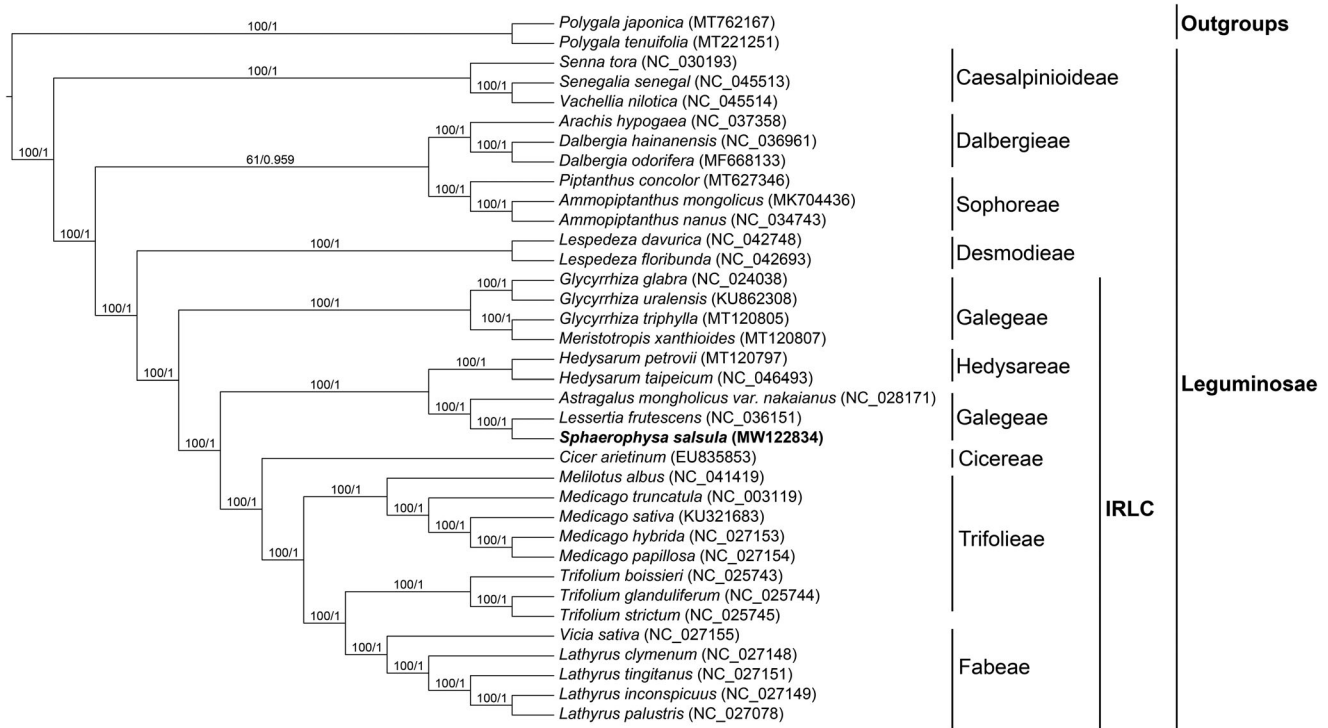 Polygala japonica (MT762167)
Polygala tenuifolia (MT221251)
Outgroups
100/1
Senna tora (NC_030193)
Senegalia senegal (NC_045513)
Vachellia nilotica (NC_045514)
Caesalpinioideae
100/1
100/1
Arachis hypogaea (NC_037358)
Dalbergia hainanensis (NC_036961)
Dalbergia odorifera (MF668133)
Dalbergieae
100/1
100/1
100/1
61/0.959
Piptanthus concolor (MT627346)
Ammopiptanthus mongolicus (MK704436)
Ammopiptanthus nanus (NC_034743)
Sophoreae
100/1
100/1
100/1
Lespedeza davurica (NC_042748)
Lespedeza floribunda (NC_042693)
Desmodieae
100/1
Glycyrrhiza glabra (NC_024038)
Glycyrrhiza uralensis (KU862308)
Glycyrrhiza triphylla (MT120805)
Meristotropis xanthioides (MT120807)
Galegeae
100/1
100/1
100/1
100/1
Hedysarum petrovii (MT120797)
Hedysarum taipeicum (NC_046493)
Hedysareae
Leguminosae
100/1
100/1
100/1
Astragalus mongholicus var. nakaianus (NC_028171)
Lessertia frutescens (NC_036151)
Sphaerophysa salsula (MW122834)
Galegeae
100/1
100/1
100/1
Cicer arietinum (EU835853)
Cicereae
100/1
Melilotus albus (NC_041419)
Medicago truncatula (NC_003119)
Medicago sativa (KU321683)
Medicago hybrida (NC_027153)
Medicago papillosa (NC_027154)
Trifolieae
IRLC
100/1
100/1
100/1
100/1
100/1
Trifolium boissieri (NC_025743)
Trifolium glanduliferum (NC_025744)
Trifolium strictum (NC_025745)
100/1
100/1
100/1
Vicia sativa (NC_027155)
Lathyrus clymenum (NC_027148)
Lathyrus tingitanus (NC_027151)
Lathyrus inconspicuus (NC_027149)
Lathyrus palustris (NC_027078)
Fabeae
100/1
100/1
100/1
100/1